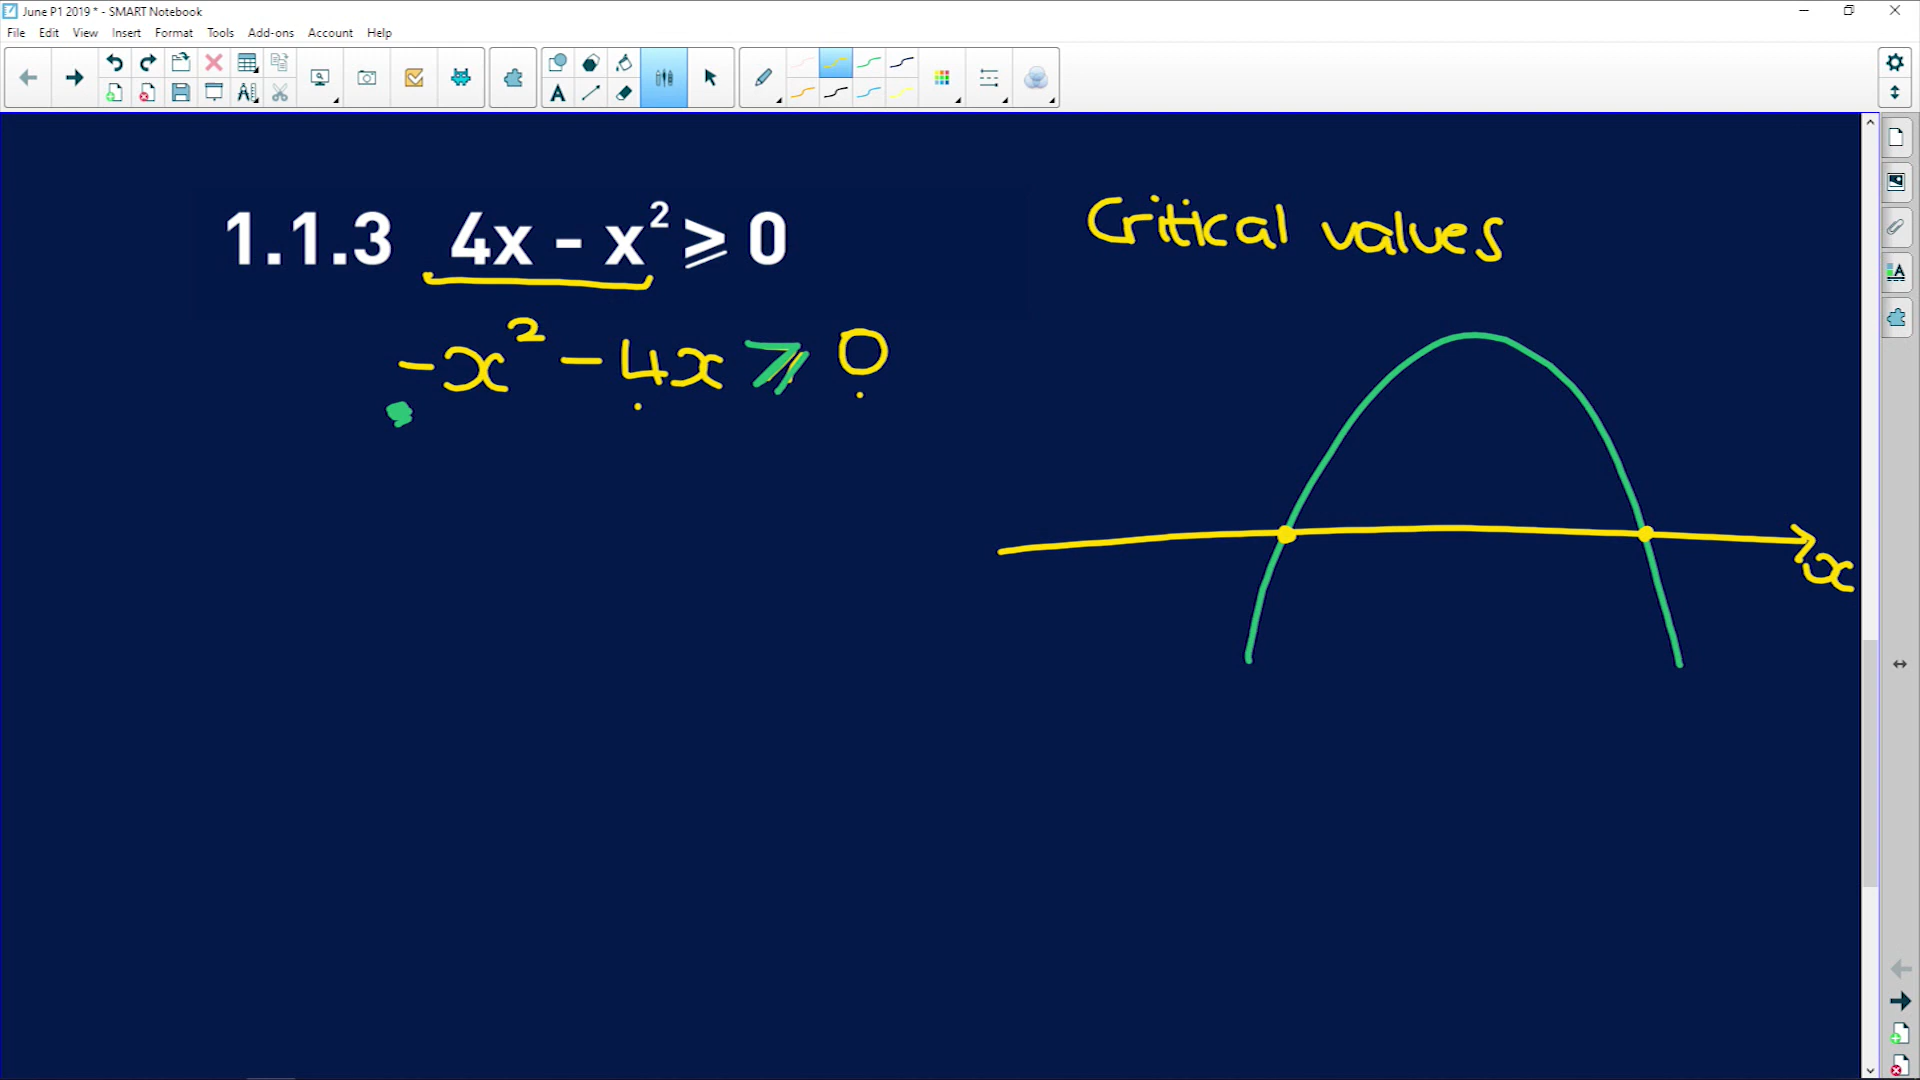 June P1 2019 * - SMART Notebook
File Edit View Insert Format Tools Add-ons Account Help
1.1.3 4x - x² ⩾ 0
Critical values
-x² - 4x ⩾ 0
x